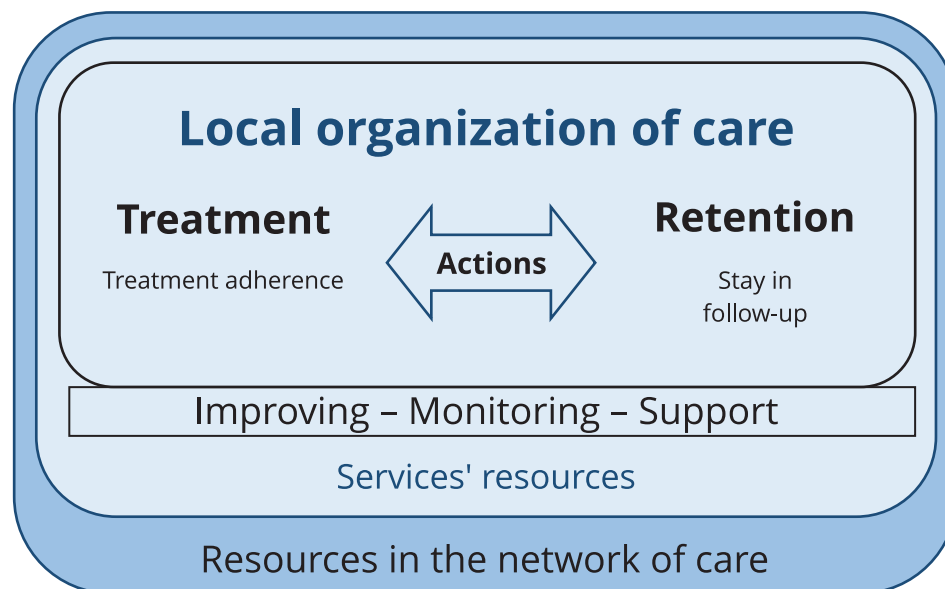 Local organization of care
Treatment
Treatment adherence
Actions
Retention
Stay in
follow-up
Improving – Monitoring – Support
Services' resources
Resources in the network of care